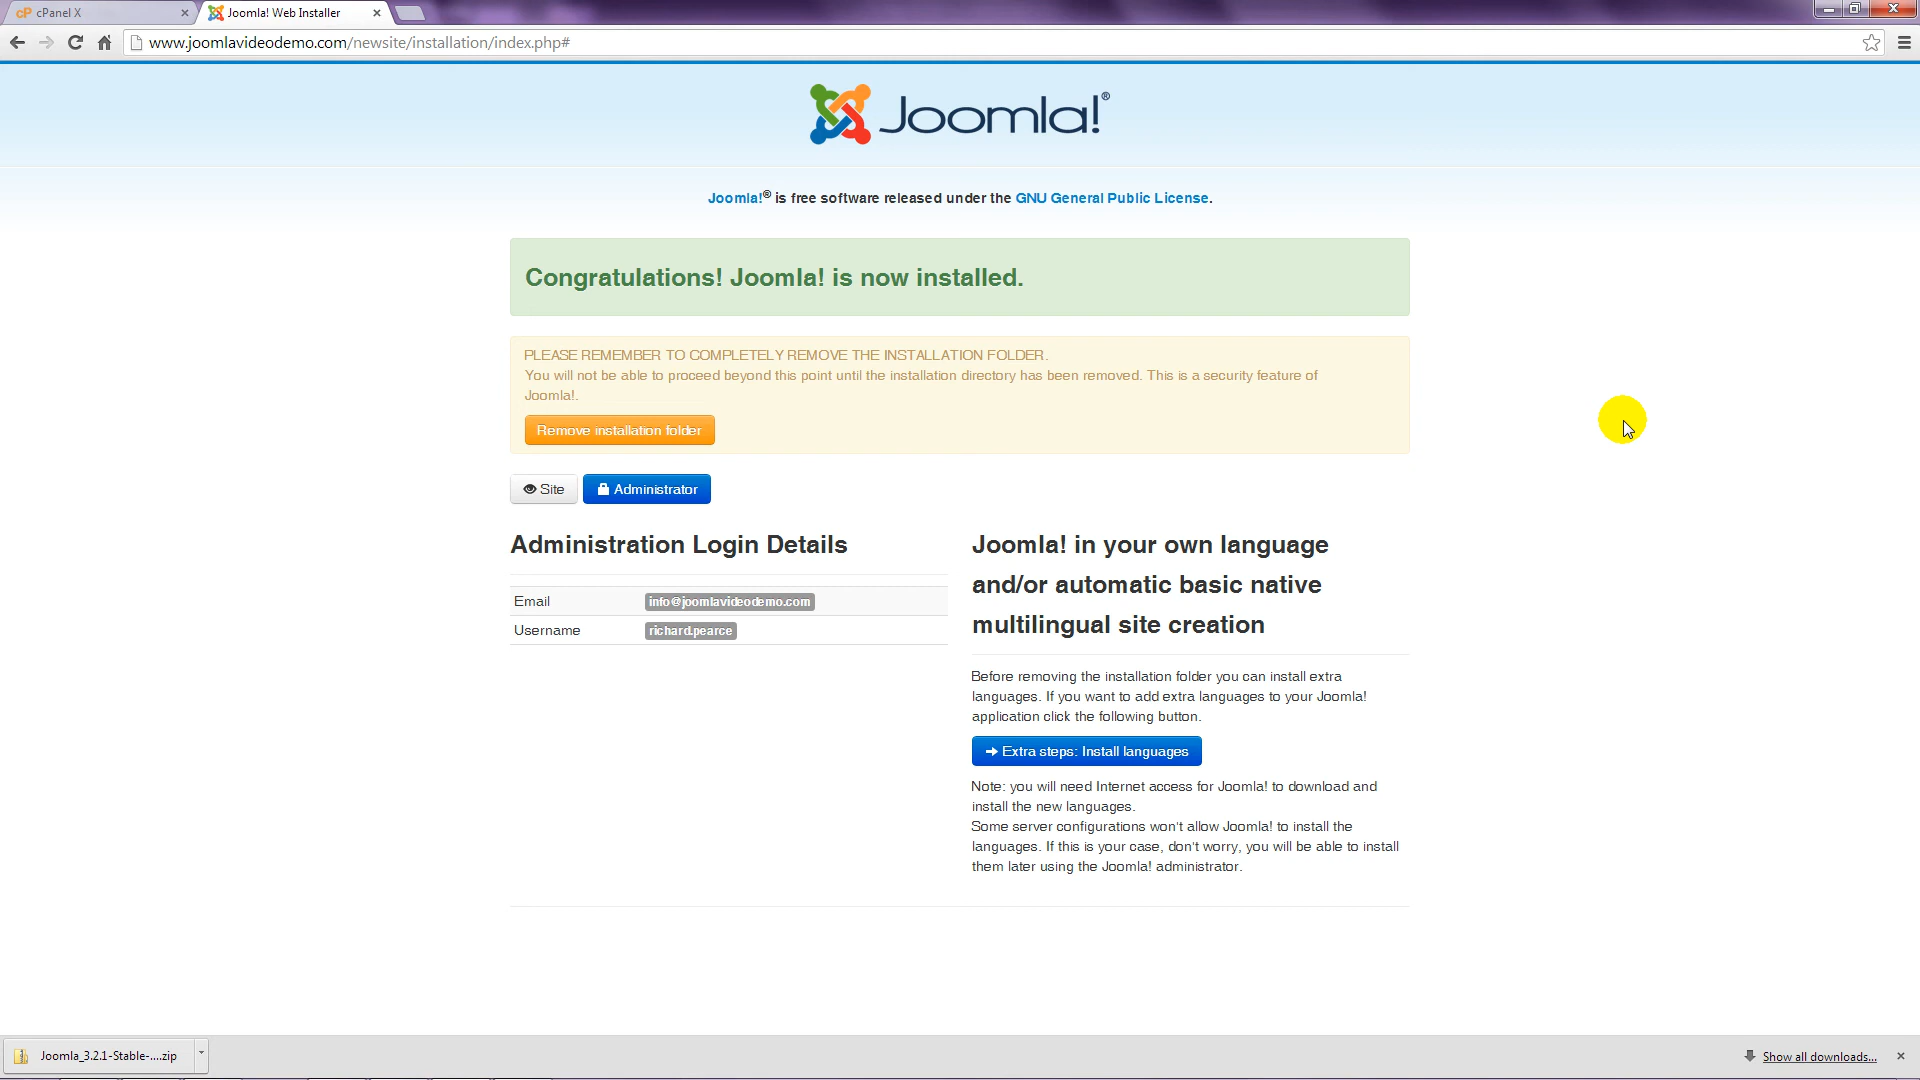 cPanel X
Joomla! Web Installer
www.joomlavideodemo.com/newsite/installation/index.php#
Joomla!®
Joomla!® is free software released under the GNU General Public License.
Congratulations! Joomla! is now installed.
PLEASE REMEMBER TO COMPLETELY REMOVE THE INSTALLATION FOLDER.
You will not be able to proceed beyond this point until the installation directory has been removed. This is a security feature of
Joomla!.
Remove installation folder
Site
Administrator
Administration Login Details
Email info@joomlavideodemo.com
Username richard.pearce
Joomla! in your own language
and/or automatic basic native
multilingual site creation
Before removing the installation folder you can install extra
languages. If you want to add extra languages to your Joomla!
application click the following button.
Extra steps: Install languages
Note: you will need Internet access for Joomla! to download and
install the new languages.
Some server configurations won't allow Joomla! to install the
languages. If this is your case, don't worry, you will be able to install
them later using the Joomla! administrator.
Joomla_3.2.1-Stable-....zip
Show all downloads...